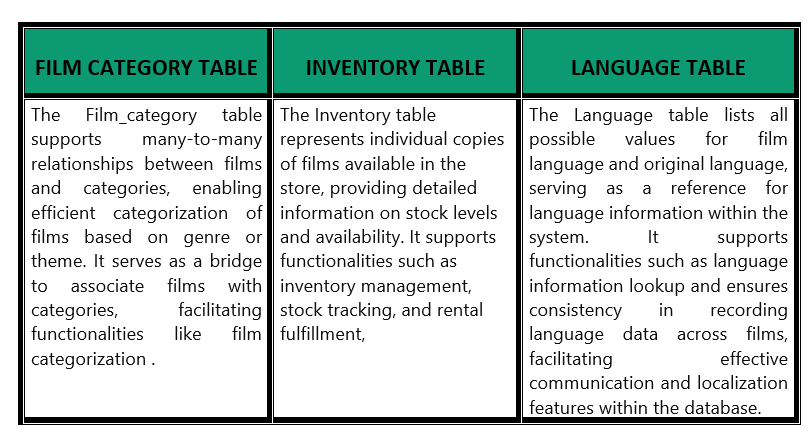 FILM CATEGORY TABLE
The Film_category table
supports many-to-many
relationships between films
and categories, enabling
efficient categorization of
films based on genre or
theme. It serves as a bridge
to associate films with
categories, facilitating
functionalities like film
categorization .
INVENTORY TABLE
The Inventory table
represents individual copies
of films available in the
store, providing detailed
information on stock levels
and availability. It supports
functionalities such as
inventory management,
stock tracking, and rental
fulfillment,
LANGUAGE TABLE
The Language table lists all
possible values for film
language and original language,
serving as a reference for
language information within the
system. It supports
functionalities such as language
information lookup and ensures
consistency in recording
language data across films,
facilitating effective
communication and localization
features within the database.